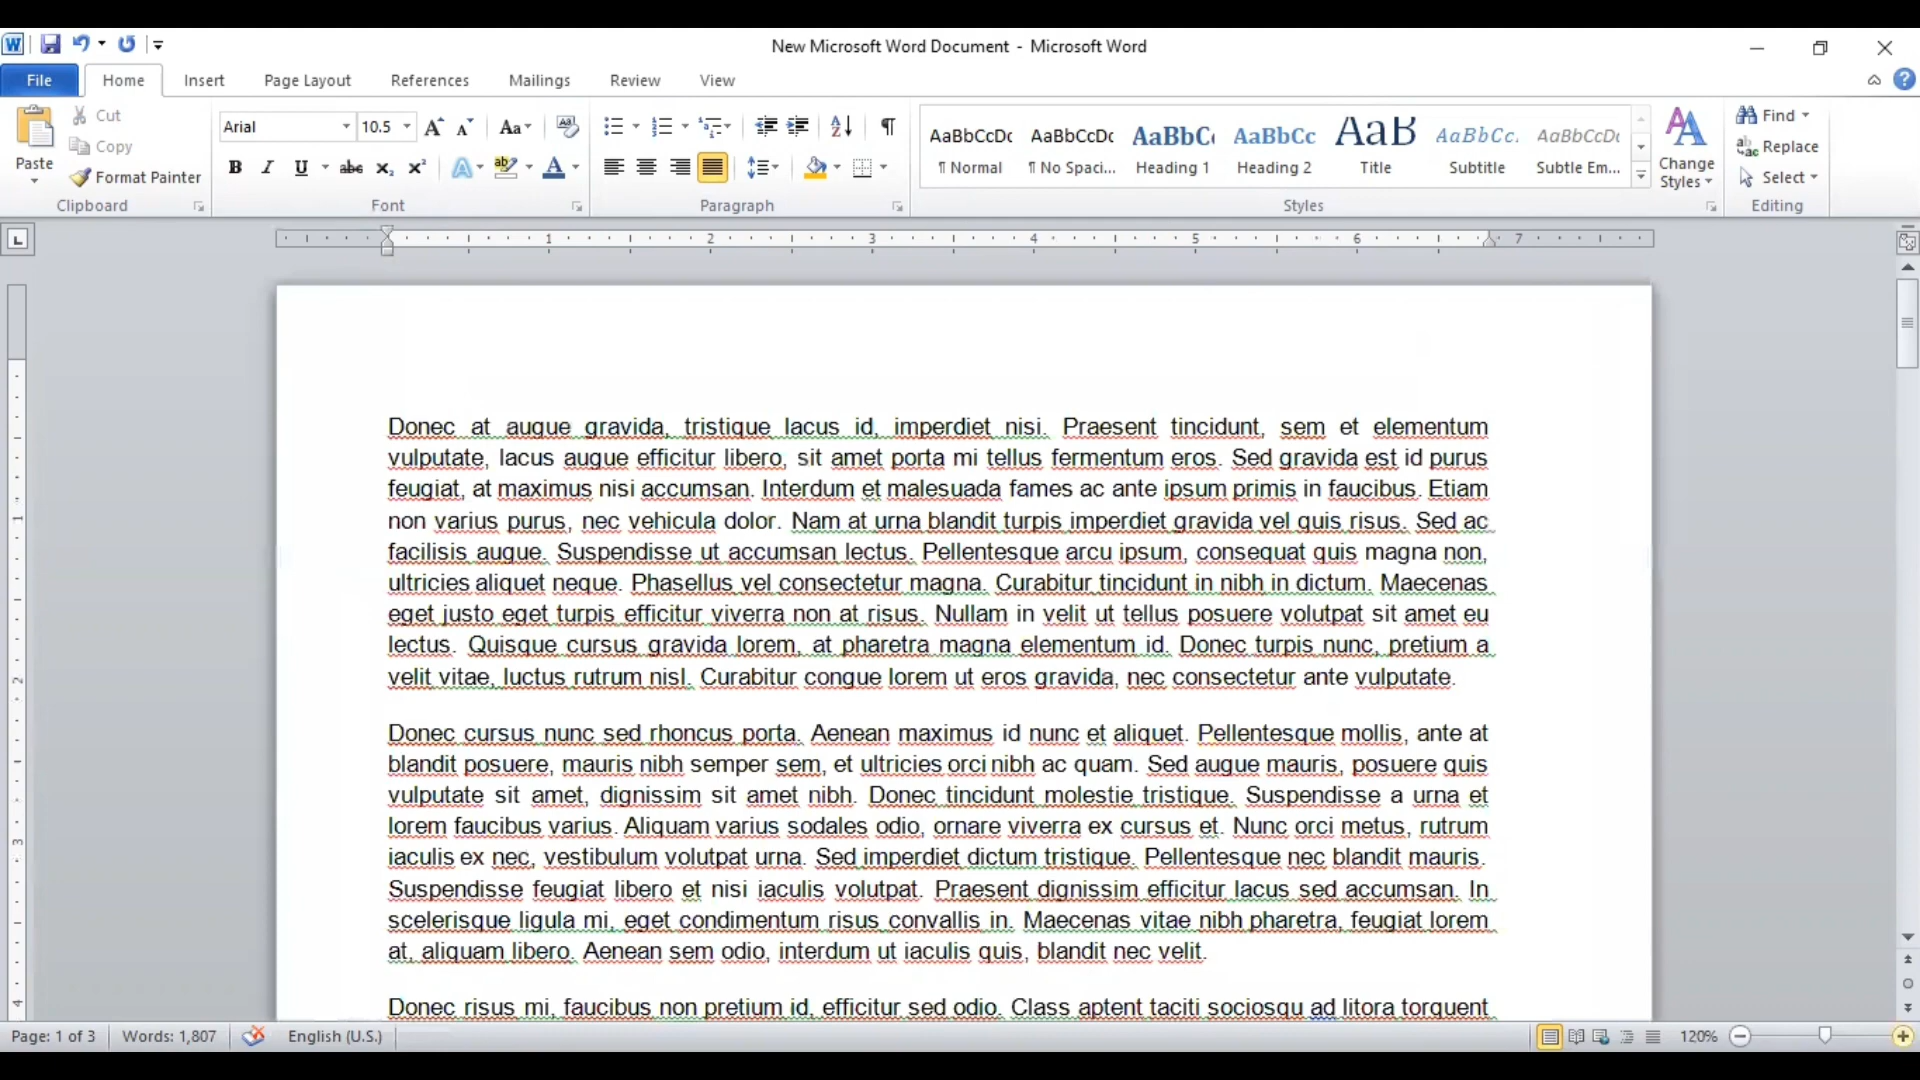 New Microsoft Word Document - Microsoft Word
File Home Insert Page Layout References Mailings Review View
Paste
Cut
Copy
Format Painter
Clipboard
Arial 10.5
Font
Paragraph
AaBbCcDc AaBbCcDc AaBbC AaBbCc AaB AaBbCc. AaBbCcDc
¶ Normal ¶ No Spaci... Heading 1 Heading 2 Title Subtitle Subtle Em...
Styles
Change Styles
Find
Replace
Select
Editing
1 2 3 4 5 6 7
Donec at augue gravida, tristique lacus id, imperdiet nisi. Praesent tincidunt, sem et elementum
vulputate, lacus augue efficitur libero, sit amet porta mi tellus fermentum eros. Sed gravida est id purus
feugiat, at maximus nisi accumsan. Interdum et malesuada fames ac ante ipsum primis in faucibus. Etiam
non varius purus, nec vehicula dolor. Nam at urna blandit turpis imperdiet gravida vel quis risus. Sed ac
facilisis augue. Suspendisse ut accumsan lectus. Pellentesque arcu ipsum, consequat quis magna non,
ultricies aliquet neque. Phasellus vel consectetur magna. Curabitur tincidunt in nibh in dictum. Maecenas
eget justo eget turpis efficitur viverra non at risus. Nullam in velit ut tellus posuere volutpat sit amet eu
lectus. Quisque cursus gravida lorem, at pharetra magna elementum id. Donec turpis nunc, pretium a
velit vitae, luctus rutrum nisl. Curabitur congue lorem ut eros gravida, nec consectetur ante vulputate.
Donec cursus nunc sed rhoncus porta. Aenean maximus id nunc et aliquet. Pellentesque mollis, ante at
blandit posuere, mauris nibh semper sem, et ultricies orci nibh ac quam. Sed augue mauris, posuere quis
vulputate sit amet, dignissim sit amet nibh. Donec tincidunt molestie tristique. Suspendisse a urna et
lorem faucibus varius. Aliquam varius sodales odio, ornare viverra ex cursus et. Nunc orci metus, rutrum
iaculis ex nec, vestibulum volutpat urna. Sed imperdiet dictum tristique. Pellentesque nec blandit mauris.
Suspendisse feugiat libero et nisi iaculis volutpat. Praesent dignissim efficitur lacus sed accumsan. In
scelerisque ligula mi, eget condimentum risus convallis in. Maecenas vitae nibh pharetra, feugiat lorem
at, aliquam libero. Aenean sem odio, interdum ut iaculis quis, blandit nec velit.
Donec risus mi, faucibus non pretium id, efficitur sed odio. Class aptent taciti sociosqu ad litora torquent
Page: 1 of 3 Words: 1,807 English (U.S.) 120%